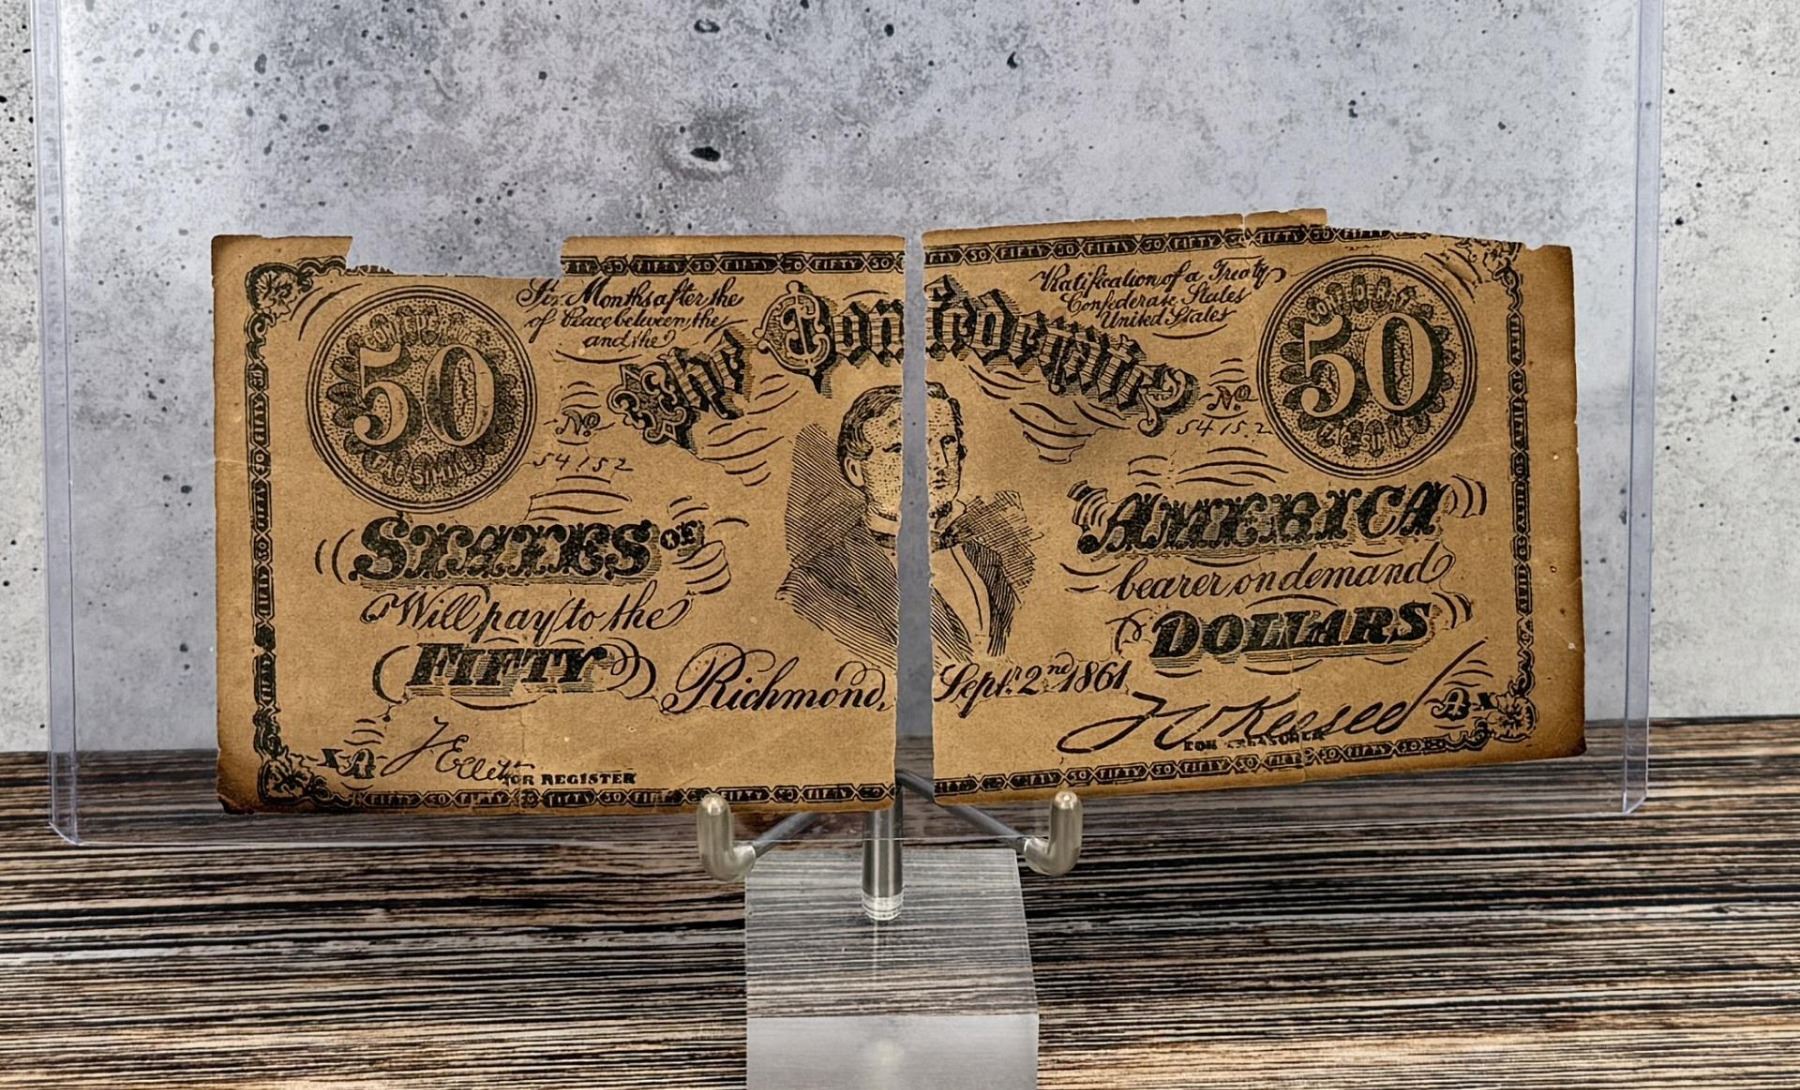 Six Months after the
of Peace between the
and the
Ratification of a Treaty
Confederate States
United States
The Confederate
50
FAC SIMILE
50
No
54152
No
54152
STATES OF
AMERICA
Will pay to the
bearer on demand
FIFTY
DOLLARS
Richmond,
Sept. 2nd 1861
XA
FOR REGISTER
FOR TREASURER
A X